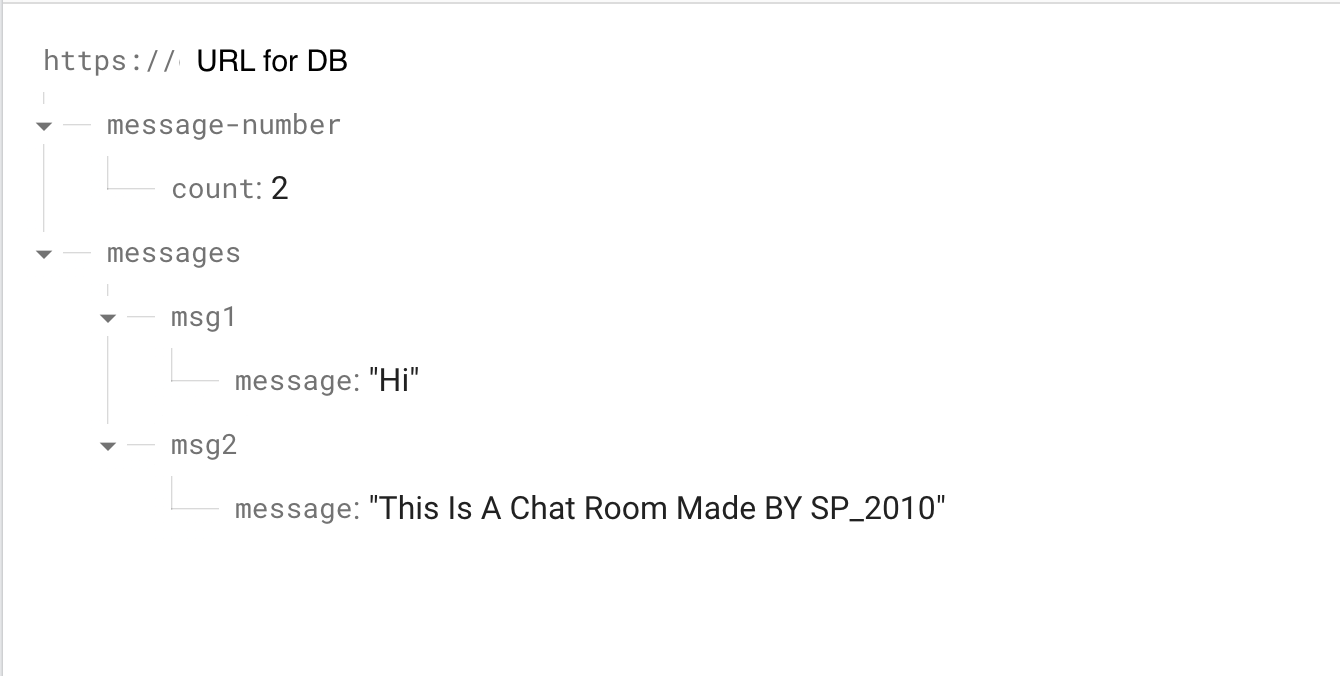 https:// URL for DB
message-number
count: 2
messages
msg1
message: "Hi"
msg2
message: "This Is A Chat Room Made BY SP_2010"